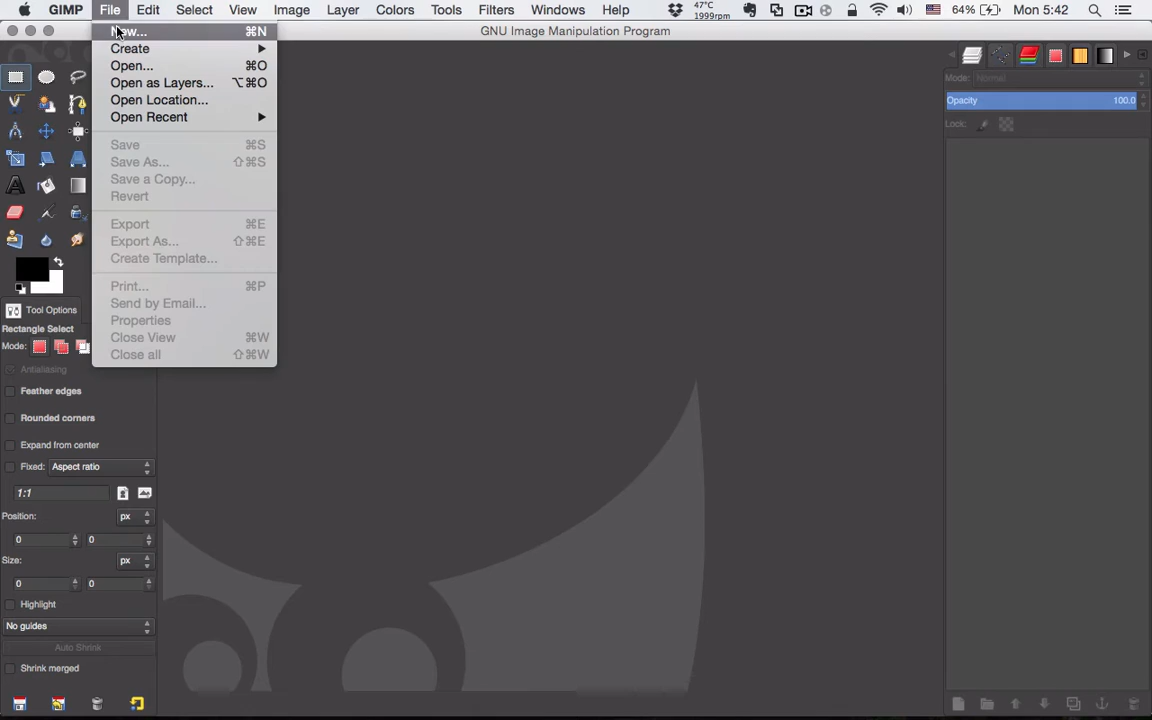 GIMP File Edit Select View Image Layer Colors Tools Filters Windows Help 47°C 1999rpm 64% Mon 5:42
GNU Image Manipulation Program
⌘N
Create
Open... ⌘O
Open as Layers... ⌥⌘O
Open Location...
Open Recent
Save ⌘S
Save As... ⇧⌘S
Save a Copy...
Revert
Export ⌘E
Export As... ⇧⌘E
Create Template...
Print... ⌘P
Send by Email...
Properties
Close View ⌘W
Close all ⇧⌘W
Tool Options
Rectangle Select
Mode:
Antialiasing
Feather edges
Rounded corners
Expand from center
Fixed: Aspect ratio
1:1
Position: px
0 0
Size: px
0 0
Highlight
No guides
Auto Shrink
Shrink merged
Mode: Normal
Opacity 100.0
Lock: